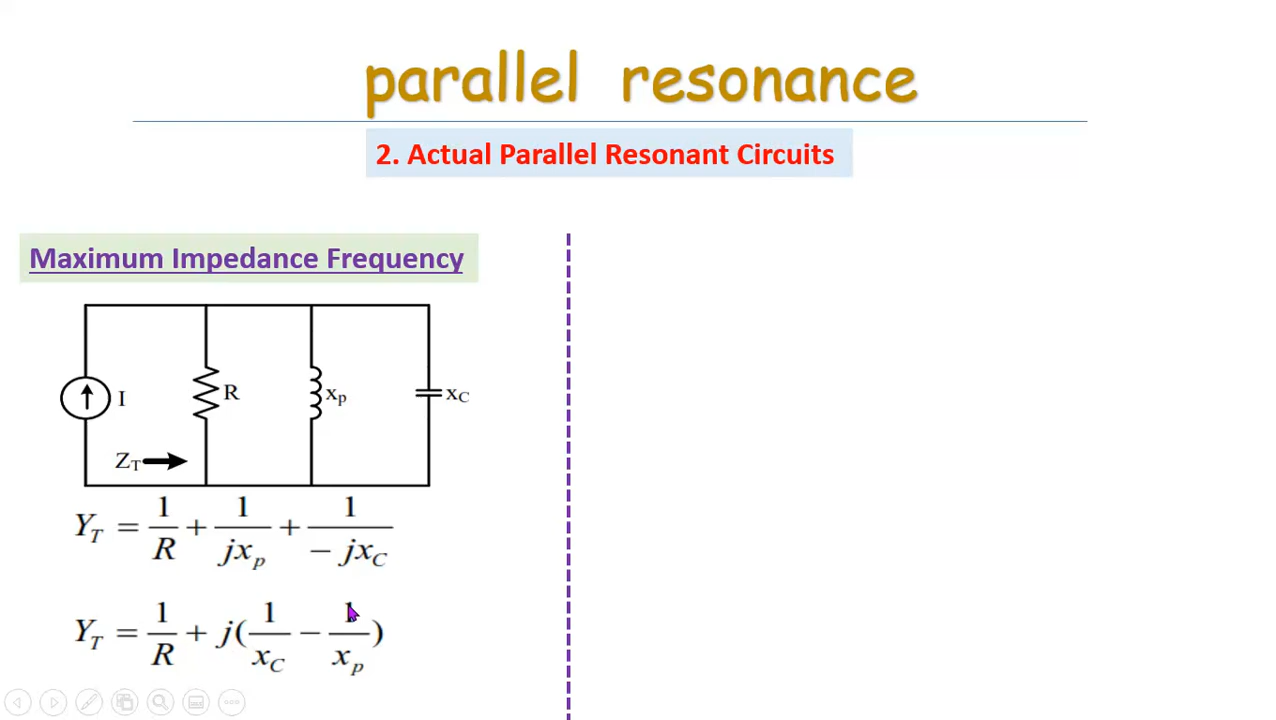 parallel resonance
2. Actual Parallel Resonant Circuits
Maximum Impedance Frequency
I
R
xp
xC
ZT
YT = 1/R + 1/jxp + 1/−jxC
YT = 1/R + j(1/xC − 1/xp)